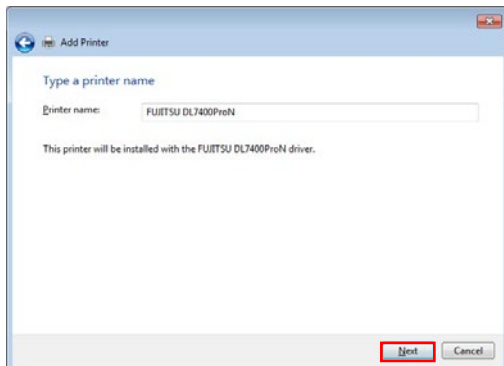 Add Printer
Type a printer name
Printer name: FUJITSU DL7400ProN
This printer will be installed with the FUJITSU DL7400ProN driver.
Next Cancel